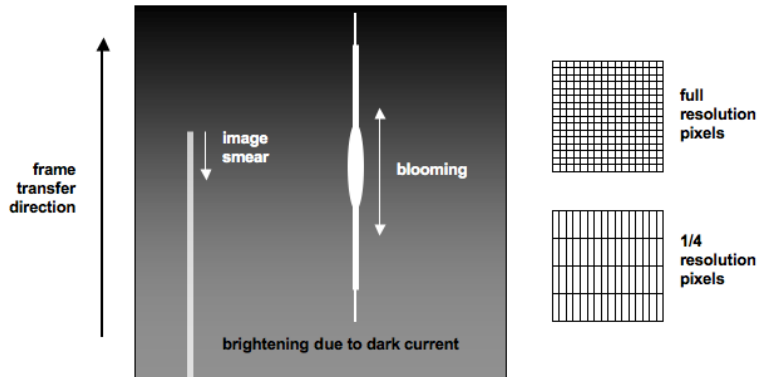 frame
transfer
direction
image
smear
blooming
brightening due to dark current
full
resolution
pixels
1/4
resolution
pixels